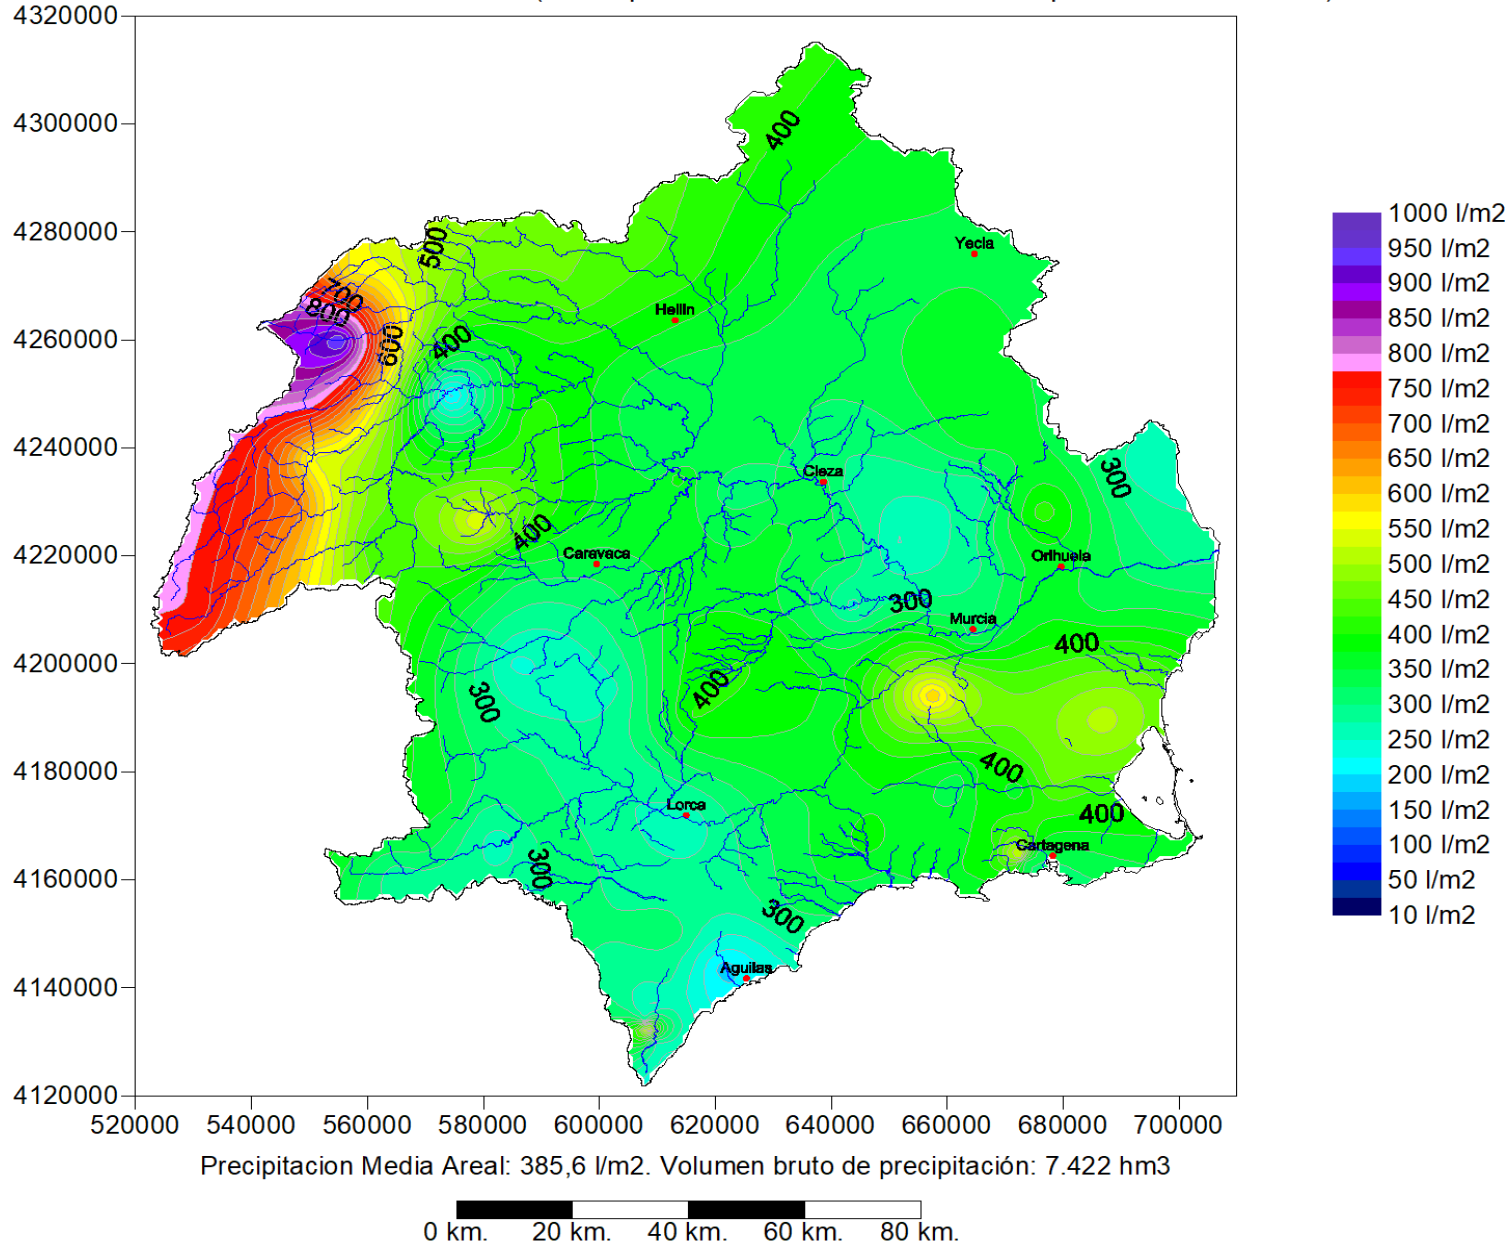 4320000
4300000
4280000
4260000
4240000
4220000
4200000
4180000
4160000
4140000
4120000
520000 540000 560000 580000 600000 620000 640000 660000 680000 700000
400
500
Yecla
700
800
Hellin
600
400
Cieza
300
400
Caravaca
Orihuela
300
Murcia
400
400
300
400
Lorca
400
Cartagena
300
300
Aguilas
1000 l/m2
950 l/m2
900 l/m2
850 l/m2
800 l/m2
750 l/m2
700 l/m2
650 l/m2
600 l/m2
550 l/m2
500 l/m2
450 l/m2
400 l/m2
350 l/m2
300 l/m2
250 l/m2
200 l/m2
150 l/m2
100 l/m2
50 l/m2
10 l/m2
Precipitacion Media Areal: 385,6 l/m2. Volumen bruto de precipitación: 7.422 hm3
0 km. 20 km. 40 km. 60 km. 80 km.